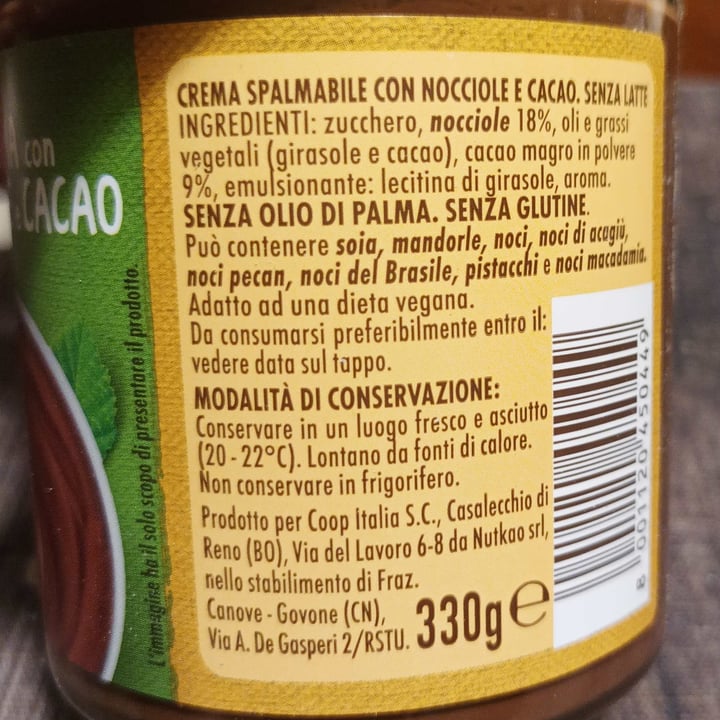 con
CACAO
L'immagine ha il solo scopo di presentare il prodotto.
CREMA SPALMABILE CON NOCCIOLE E CACAO. SENZA LATTE
INGREDIENTI: zucchero, nocciole 18%, oli e grassi
vegetali (girasole e cacao), cacao magro in polvere
9%, emulsionante: lecitina di girasole, aroma.
SENZA OLIO DI PALMA. SENZA GLUTINE.
Può contenere soia, mandorle, noci, noci di acagiù,
noci pecan, noci del Brasile, pistacchi e noci macadamia.
Adatto ad una dieta vegana.
Da consumarsi preferibilmente entro il:
vedere data sul tappo.
MODALITÀ DI CONSERVAZIONE:
Conservare in un luogo fresco e asciutto
(20 - 22°C). Lontano da fonti di calore.
Non conservare in frigorifero.
Prodotto per Coop Italia S.C., Casalecchio di
Reno (BO), Via del Lavoro 6-8 da Nutkao srl,
nello stabilimento di Fraz.
Canove - Govone (CN),
Via A. De Gasperi 2/RSTU.
330g e
8 001120 450449